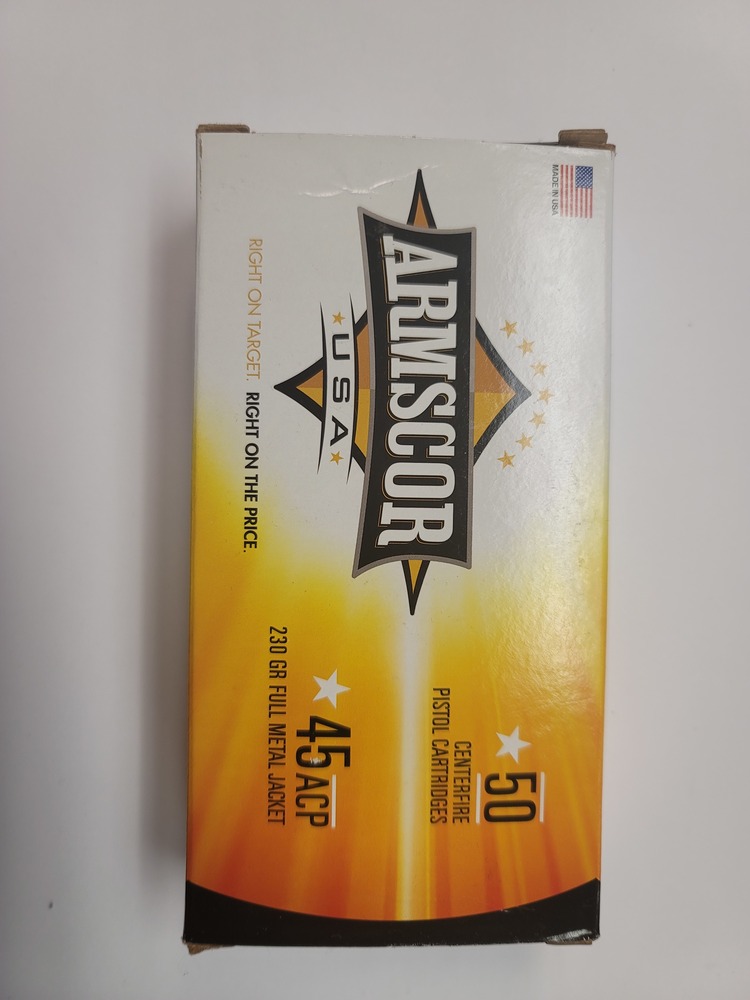 MADE IN USA
ARMSCOR
USA
RIGHT ON TARGET. RIGHT ON THE PRICE.
50
CENTERFIRE
PISTOL CARTRIDGES
45 ACP
230 GR FULL METAL JACKET